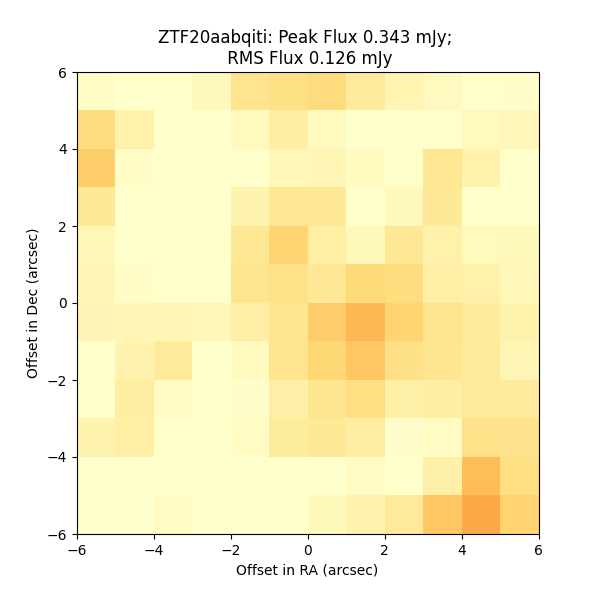 ZTF20aabqiti: Peak Flux 0.343 mJy;
RMS Flux 0.126 mJy
6
4
2
0
−2
−4
−6
Offset in Dec (arcsec)
−6 −4 −2 0 2 4 6
Offset in RA (arcsec)